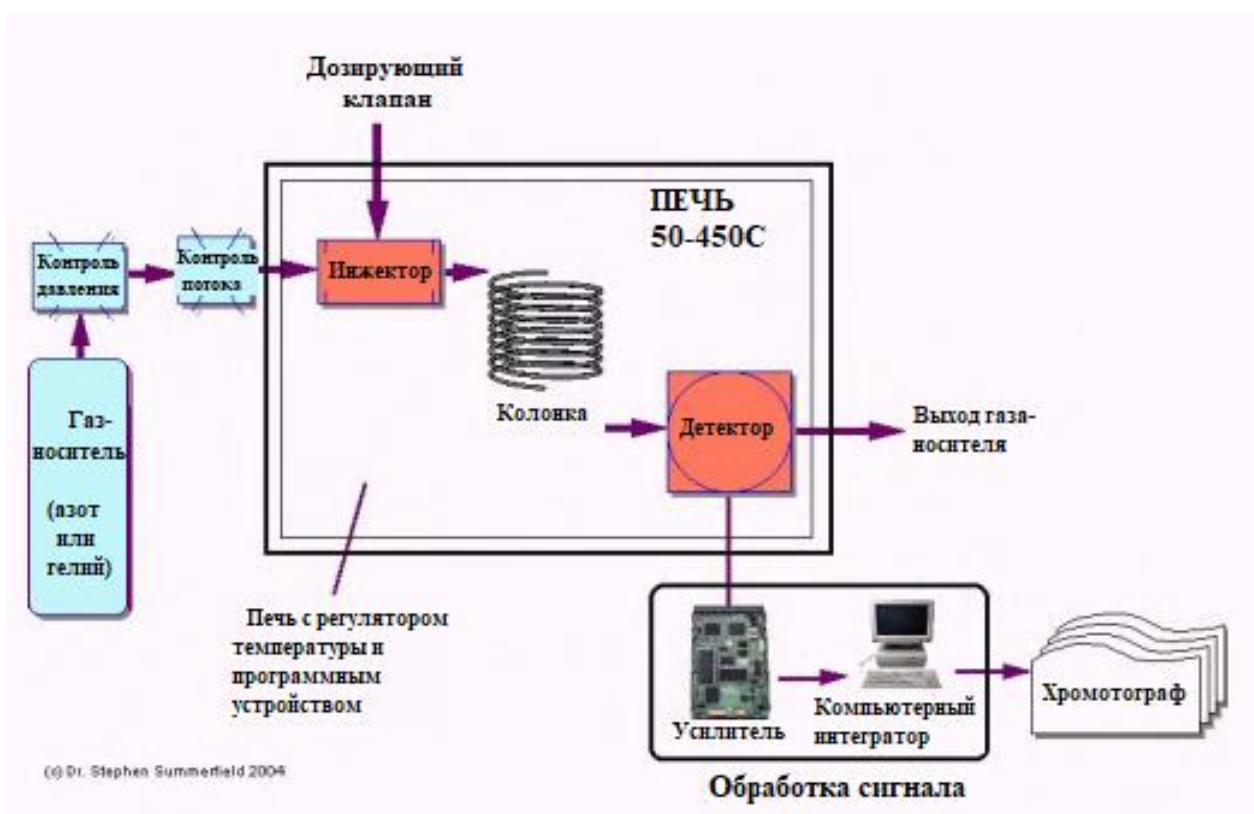 Дозирующий
клапан
ПЕЧЬ
50-450С
Контроль
давления
Контроль
потока
Инжектор
Газ-
носитель
(азот
или
гелий)
Колонка
Детектор
Выход газа-
носителя
Печь с регулятором
температуры и
программным
устройством
Усилитель
Компьютерный
интегратор
Хромотограф
Обработка сигнала
(c) Dr. Stephen Summerfield 2004